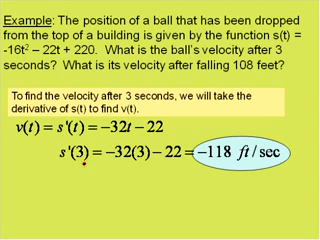 Example: The position of a ball that has been dropped
from the top of a building is given by the function s(t) =
-16t² – 22t + 220. What is the ball's velocity after 3
seconds? What is its velocity after falling 108 feet?
To find the velocity after 3 seconds, we will take the
derivative of s(t) to find v(t).
v(t) = s'(t) = –32t – 22
s'(3) = –32(3) – 22 = –118 ft / sec